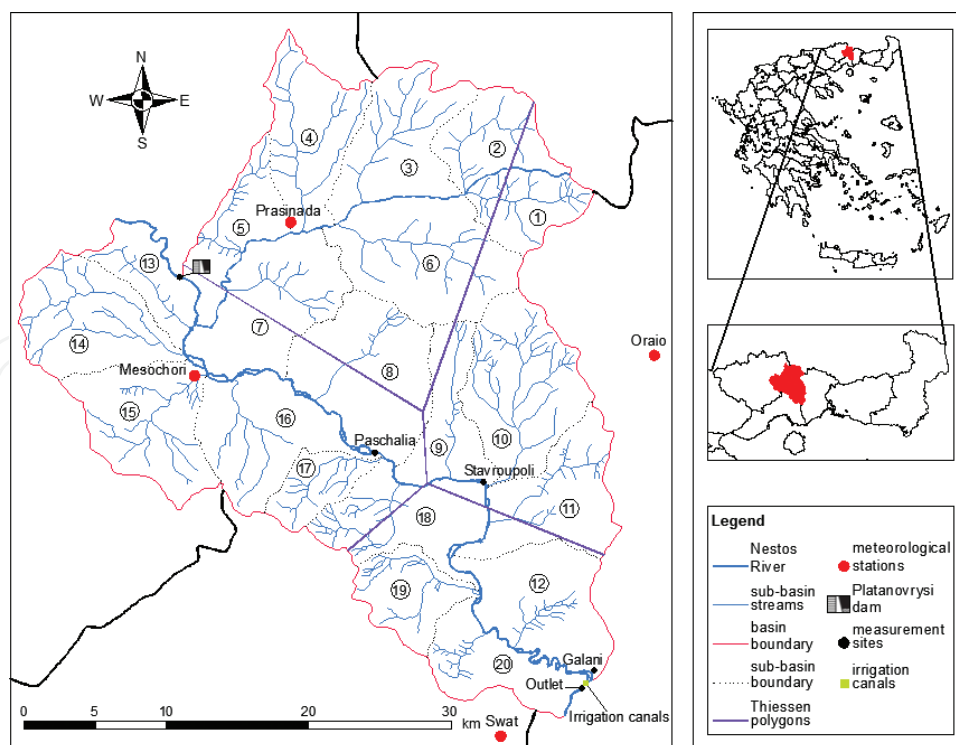 N
W E
S
4
3
2
1
Prasinada
5
6
13
7
14
Oraio
Mesochori
8
15
16
10
9
Paschalia
17
Stavroupoli
11
18
12
19
20
Galani
Outlet
Irrigation canals
0 5 10 20 30
km
Swat
Legend
Nestos
River
sub-basin
streams
basin
boundary
sub-basin
boundary
Thiessen
polygons
meteorological
stations
Platanovrysi
dam
measurement
sites
irrigation
canals